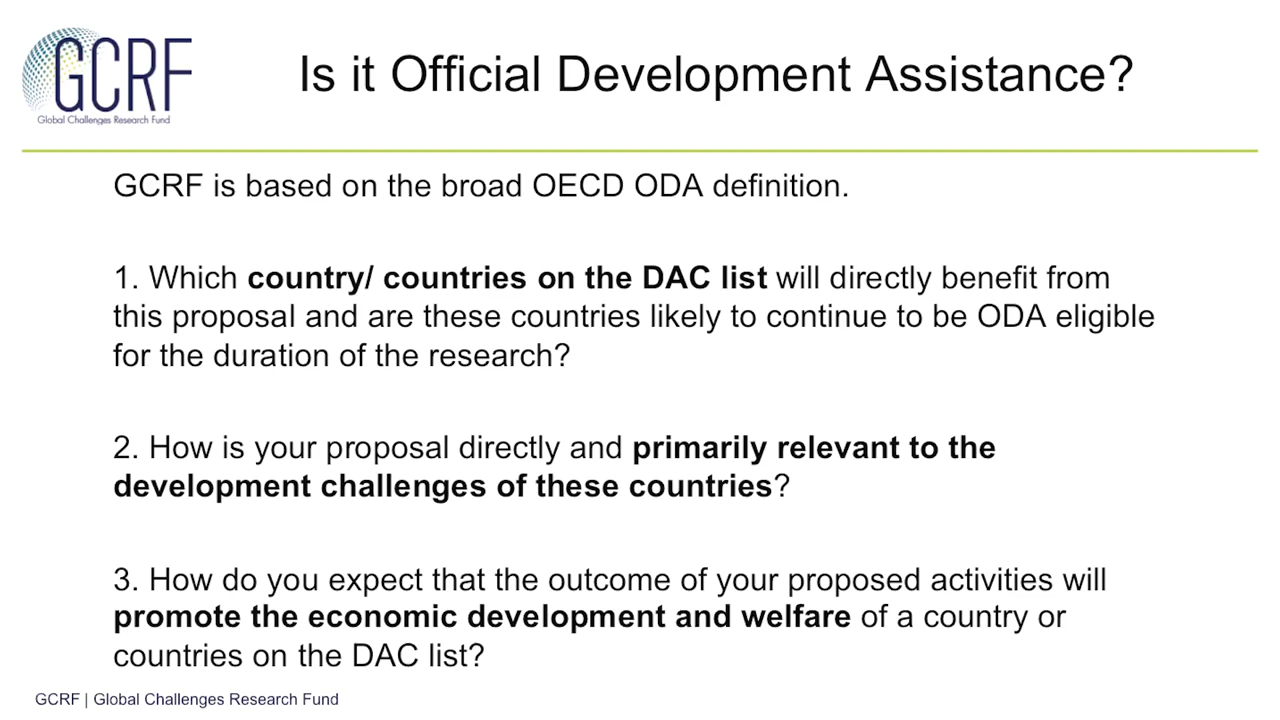 GCRF
Global Challenges Research Fund
Is it Official Development Assistance?
GCRF is based on the broad OECD ODA definition.
1. Which country/ countries on the DAC list will directly benefit from
this proposal and are these countries likely to continue to be ODA eligible
for the duration of the research?
2. How is your proposal directly and primarily relevant to the
development challenges of these countries?
3. How do you expect that the outcome of your proposed activities will
promote the economic development and welfare of a country or
countries on the DAC list?
GCRF | Global Challenges Research Fund